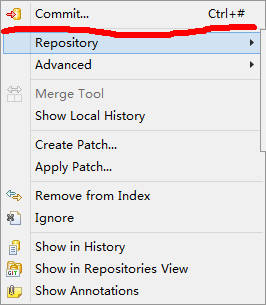 Commit... Ctrl+#
Repository
Advanced
Merge Tool
Show Local History
Create Patch...
Apply Patch...
Remove from Index
Ignore
Show in History
Show in Repositories View
GIT
Show Annotations